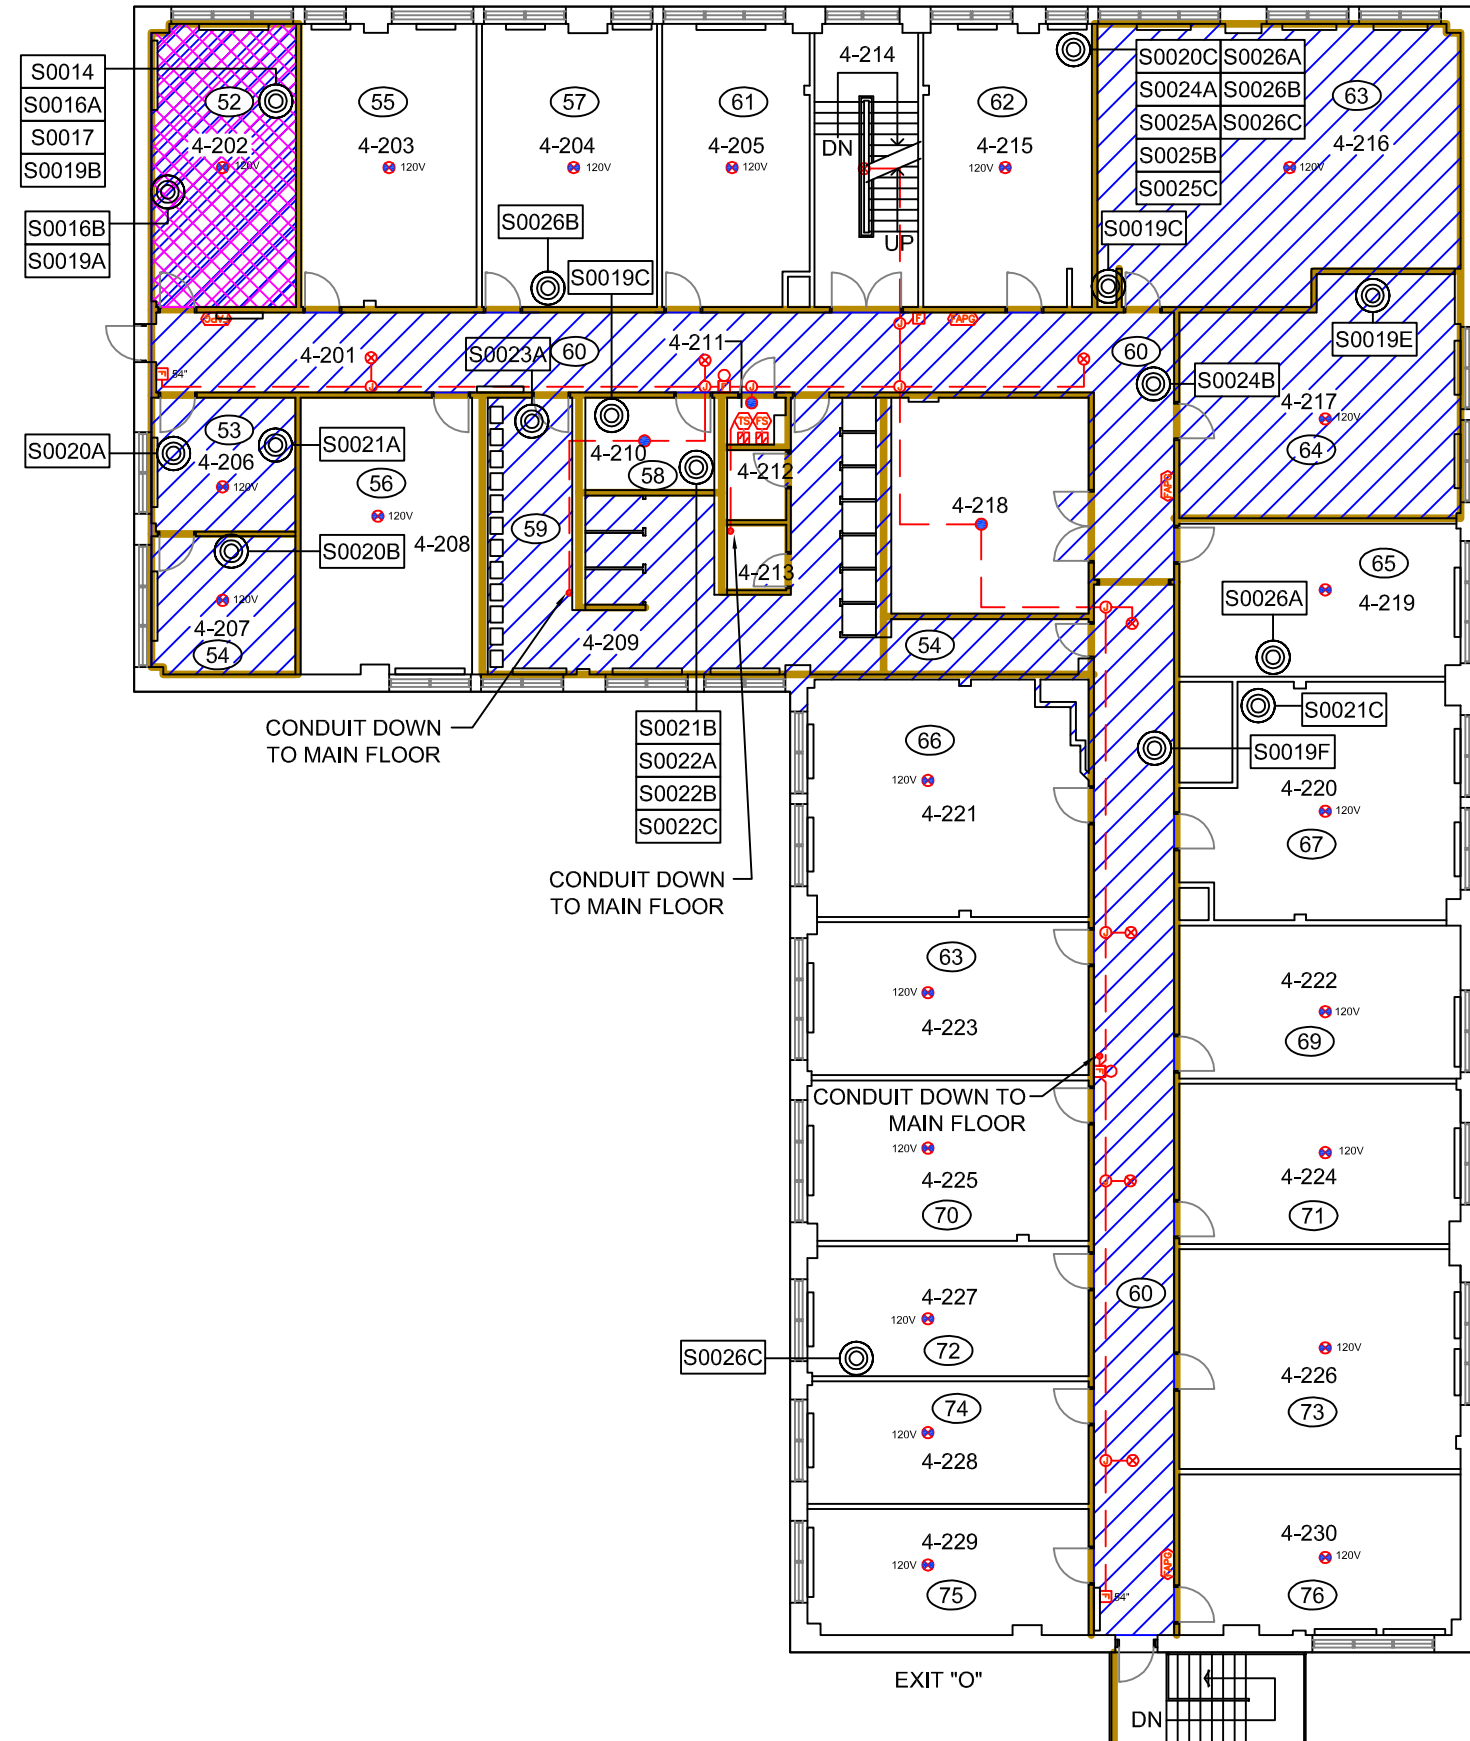 S0014
S0016A
S0017
S0019B
S0016B
S0019A
52
4-202
120V
55
4-203
120V
57
4-204
120V
61
4-205
120V
4-214
DN
UP
62
4-215
120V
S0020C S0026A
S0024A S0026B
S0025A S0026C
S0025B
S0025C
63
4-216
120V
S0026B
S0019C
S0019C
S0019E
FAPG
F
FAPG
4-201
S0023A
60
4-211
60
S0024B
F 54"
J
J
J
J
F
J
4-217
120V
64
S0020A
53
4-206
120V
S0021A
56
120V
4-208
4-210
58
TS FS
4-212
4-218
FAPG
59
S0020B
120V
4-207
54
4-213
4-209
54
65
4-219
S0026A
J
CONDUIT DOWN
TO MAIN FLOOR
S0021B
S0022A
S0022B
S0022C
S0021C
S0019F
66
120V
4-221
4-220
120V
67
CONDUIT DOWN
TO MAIN FLOOR
J
63
120V
4-223
4-222
120V
69
F
CONDUIT DOWN TO
MAIN FLOOR
120V
4-225
70
J
120V
4-224
71
4-227
120V
72
60
S0026C
120V
4-226
73
74
120V
4-228
J
4-229
120V
75
FAPG
F 54"
4-230
120V
76
EXIT "O"
DN